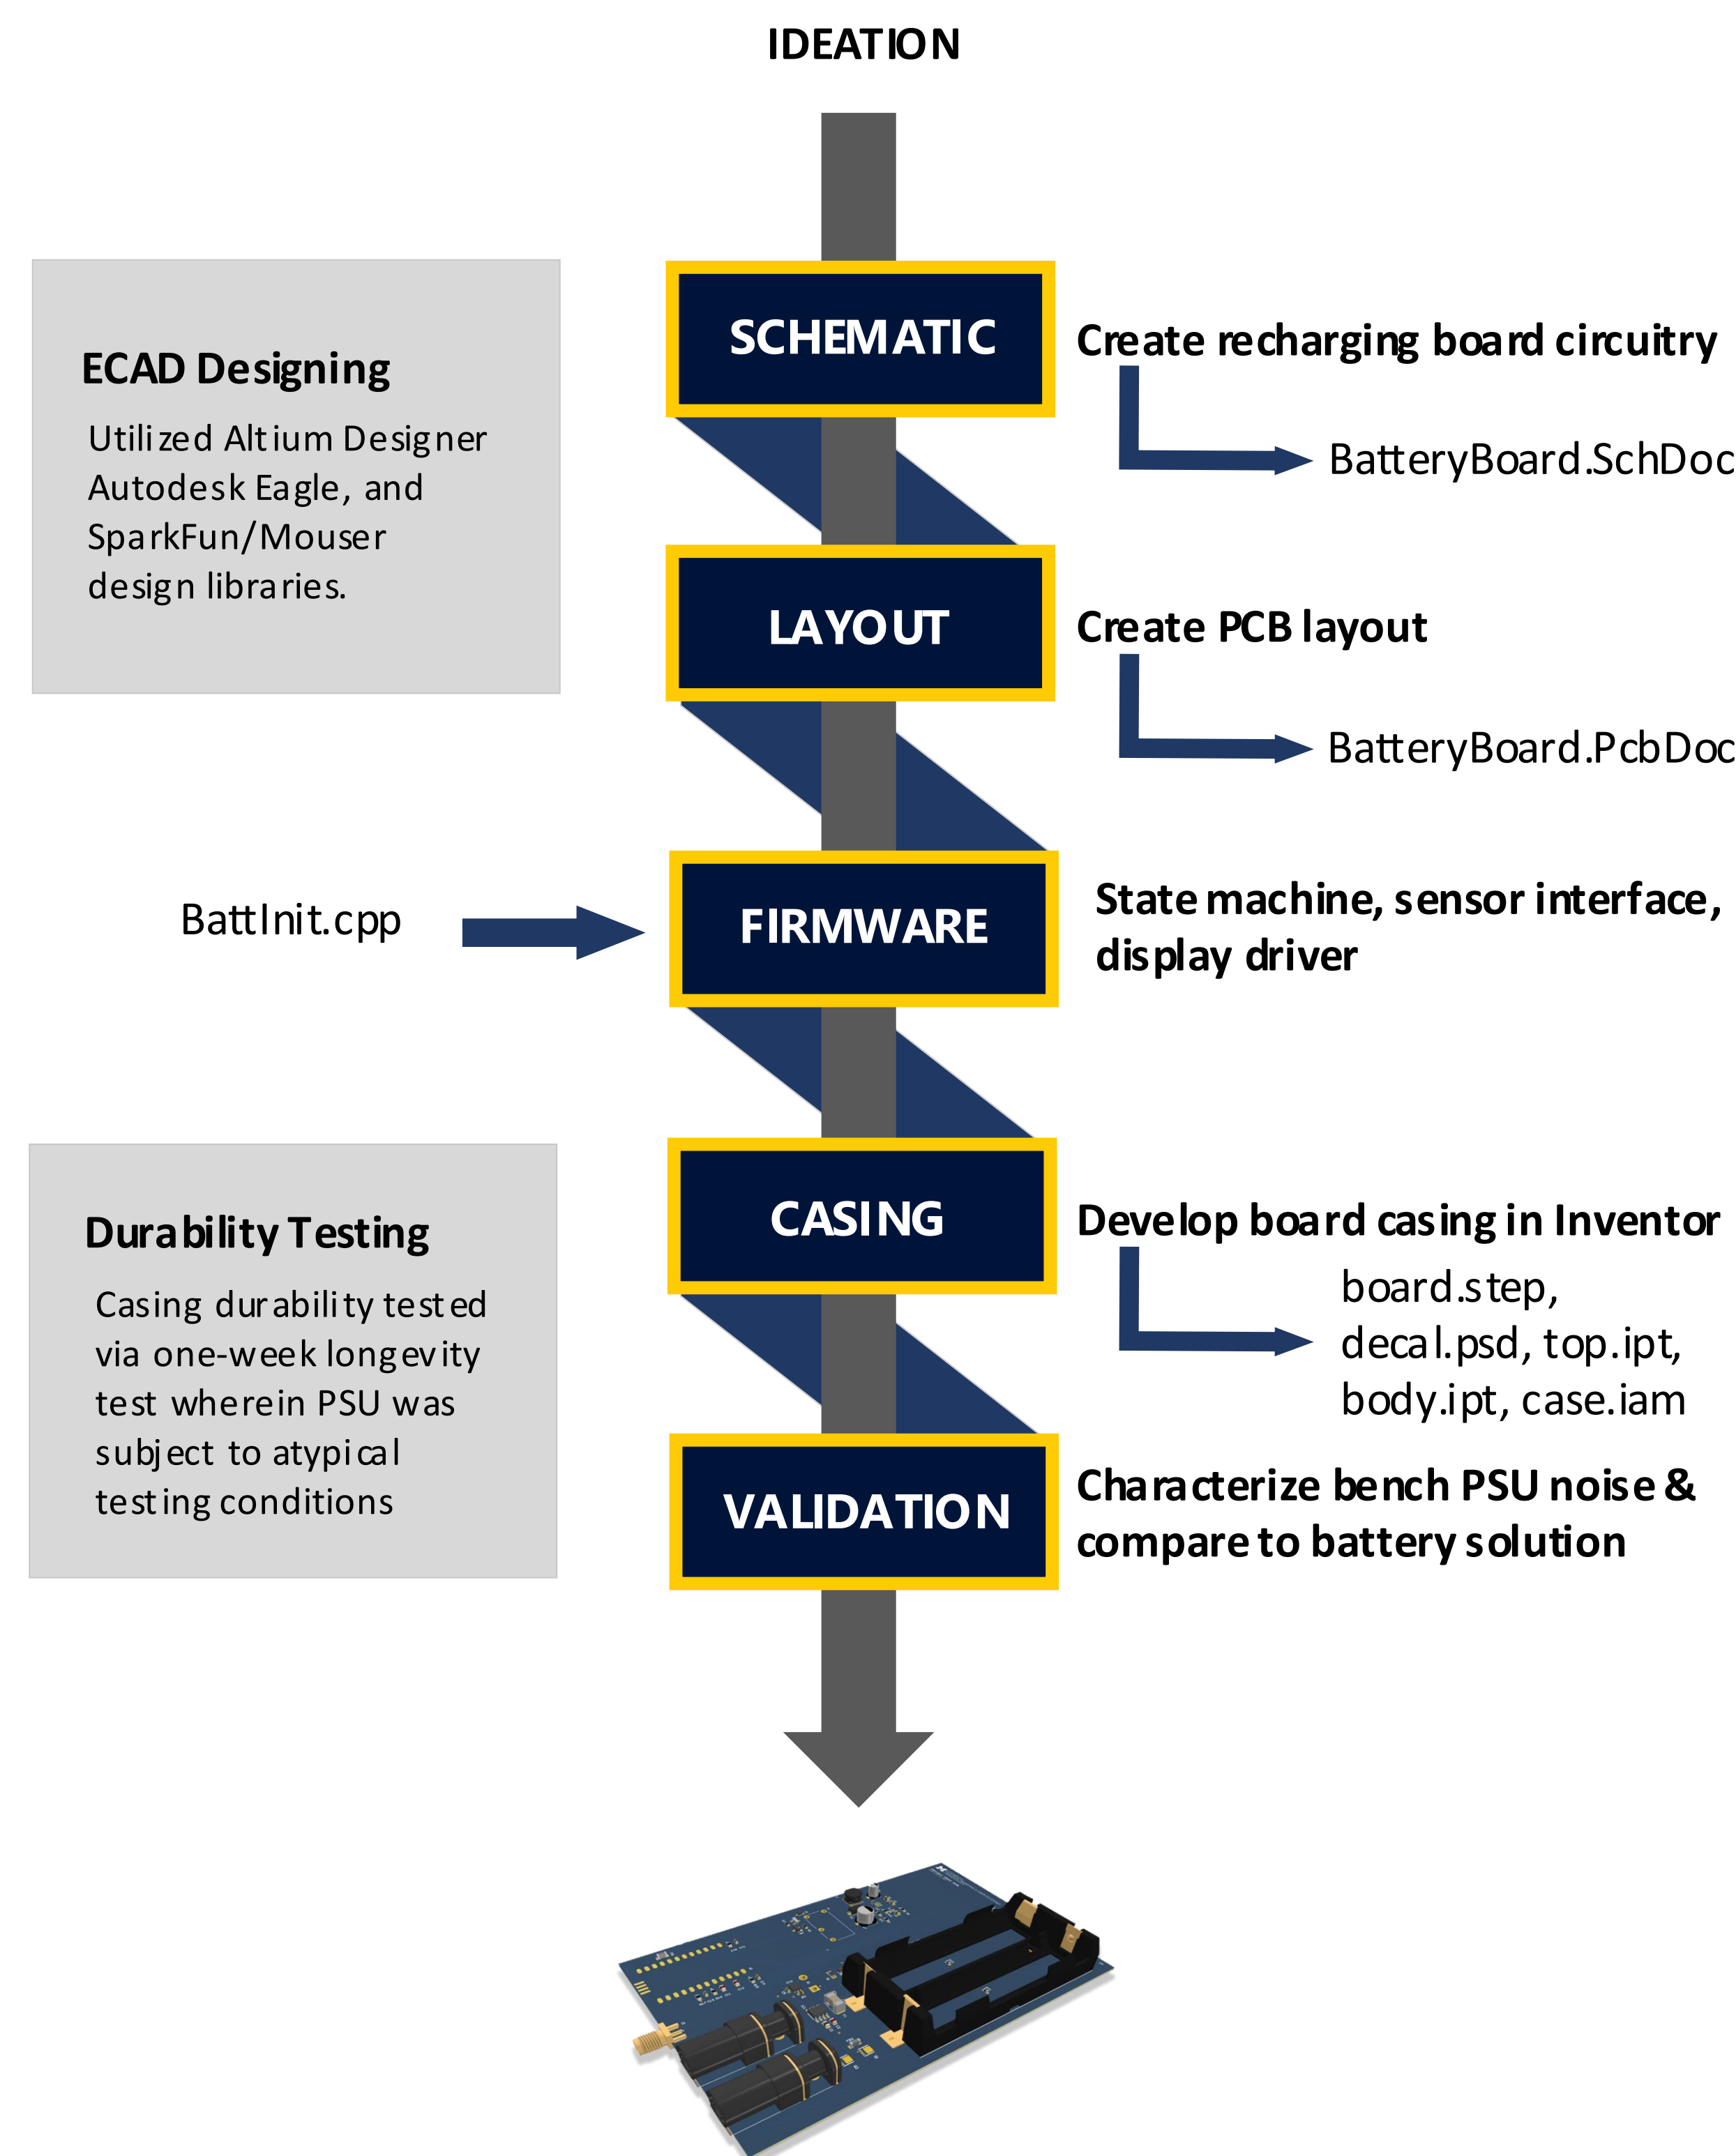 IDEATION
SCHEMATIC
Create recharging board circuitry
BatteryBoard.SchDoc
ECAD Designing
Utilized Altium Designer
Autodesk Eagle, and
SparkFun/Mouser
design libraries.
LAYOUT
Create PCB layout
BatteryBoard.PcbDoc
BattInit.cpp
FIRMWARE
State machine, sensor interface,
display driver
CASING
Develop board casing in Inventor
board.step,
decal.psd, top.ipt,
body.ipt, case.iam
Durability Testing
Casing durability tested
via one-week longevity
test wherein PSU was
subject to atypical
testing conditions
VALIDATION
Characterize bench PSU noise &
compare to battery solution